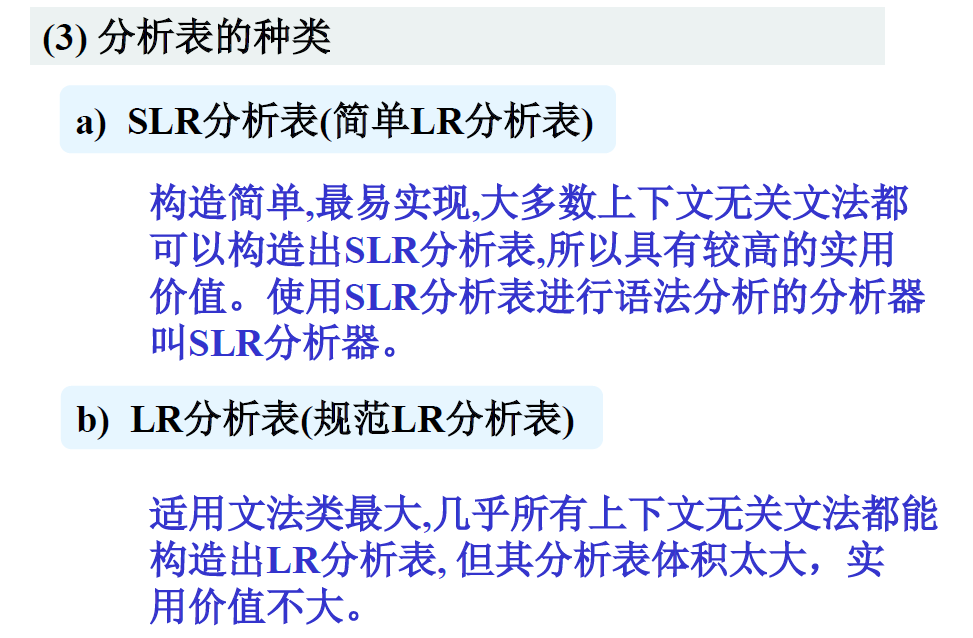 (3) 分析表的种类
a) SLR分析表(简单LR分析表)
构造简单,最易实现,大多数上下文无关文法都
可以构造出SLR分析表,所以具有较高的实用
价值。使用SLR分析表进行语法分析的分析器
叫SLR分析器。
b) LR分析表(规范LR分析表)
适用文法类最大,几乎所有上下文无关文法都能
构造出LR分析表, 但其分析表体积太大，实
用价值不大。